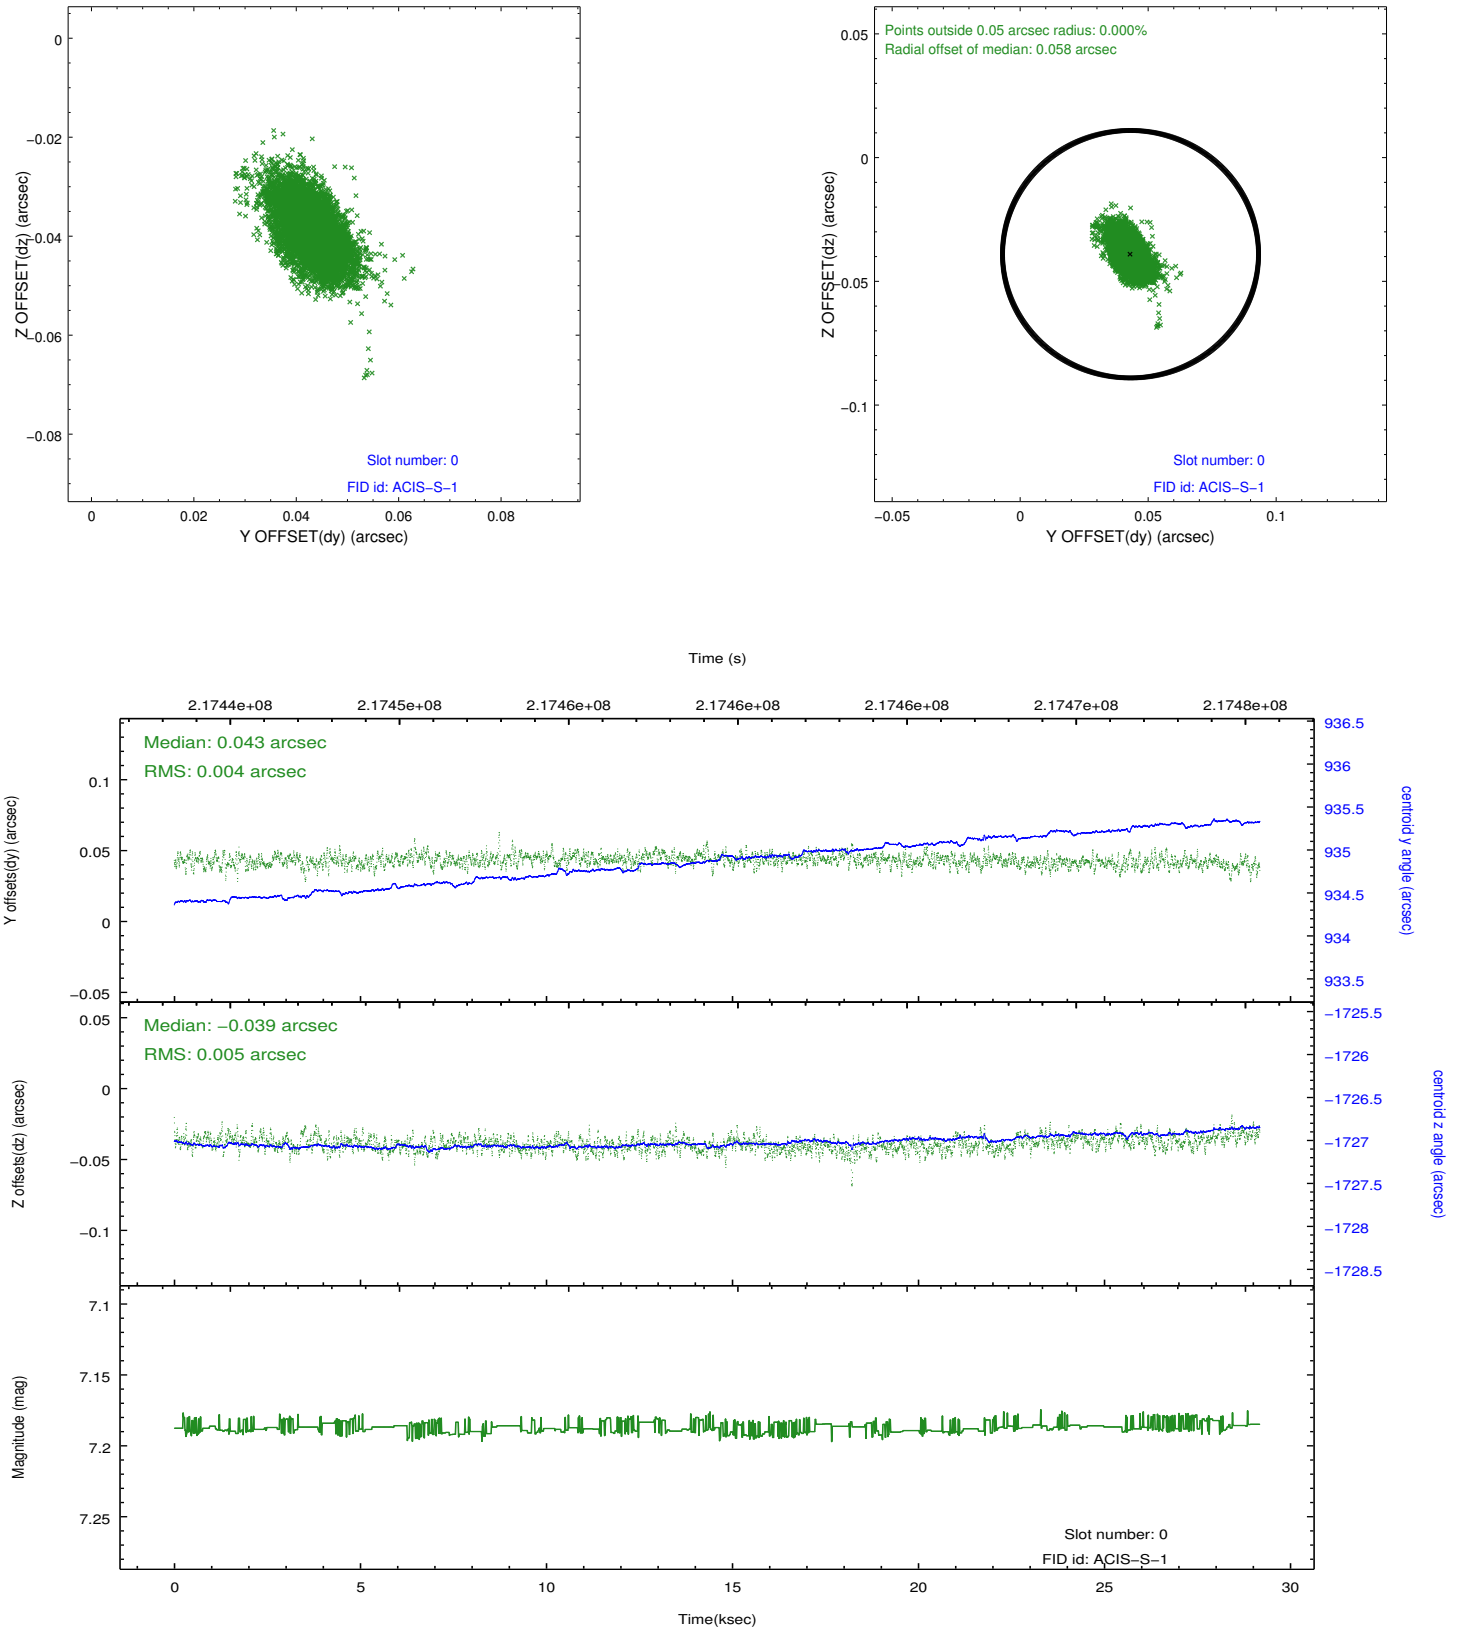 0
−0.02
−0.04
−0.06
−0.08
Z OFFSET(dz) (arcsec)
Slot number: 0
FID id: ACIS−S−1
0
0.02
0.04
0.06
0.08
Y OFFSET(dy) (arcsec)
Points outside 0.05 arcsec radius: 0.000%
Radial offset of median: 0.058 arcsec
0.05
0
−0.05
−0.1
Z OFFSET(dz) (arcsec)
Slot number: 0
FID id: ACIS−S−1
−0.05
0
0.05
0.1
Y OFFSET(dy) (arcsec)
Time (s)
2.1744e+08
2.1745e+08
2.1746e+08
2.1746e+08
2.1746e+08
2.1747e+08
2.1748e+08
Median: 0.043 arcsec
RMS: 0.004 arcsec
0.1
0.05
0
−0.05
Y offsets(dy) (arcsec)
936.5
936
935.5
935
934.5
934
933.5
centroid y angle (arcsec)
Median: −0.039 arcsec
RMS: 0.005 arcsec
0.05
0
−0.05
−0.1
Z offsets(dz) (arcsec)
−1725.5
−1726
−1726.5
−1727
−1727.5
−1728
−1728.5
centroid z angle (arcsec)
7.1
7.15
7.2
7.25
Magnitude (mag)
Slot number: 0
FID id: ACIS−S−1
0
5
10
15
20
25
30
Time(ksec)